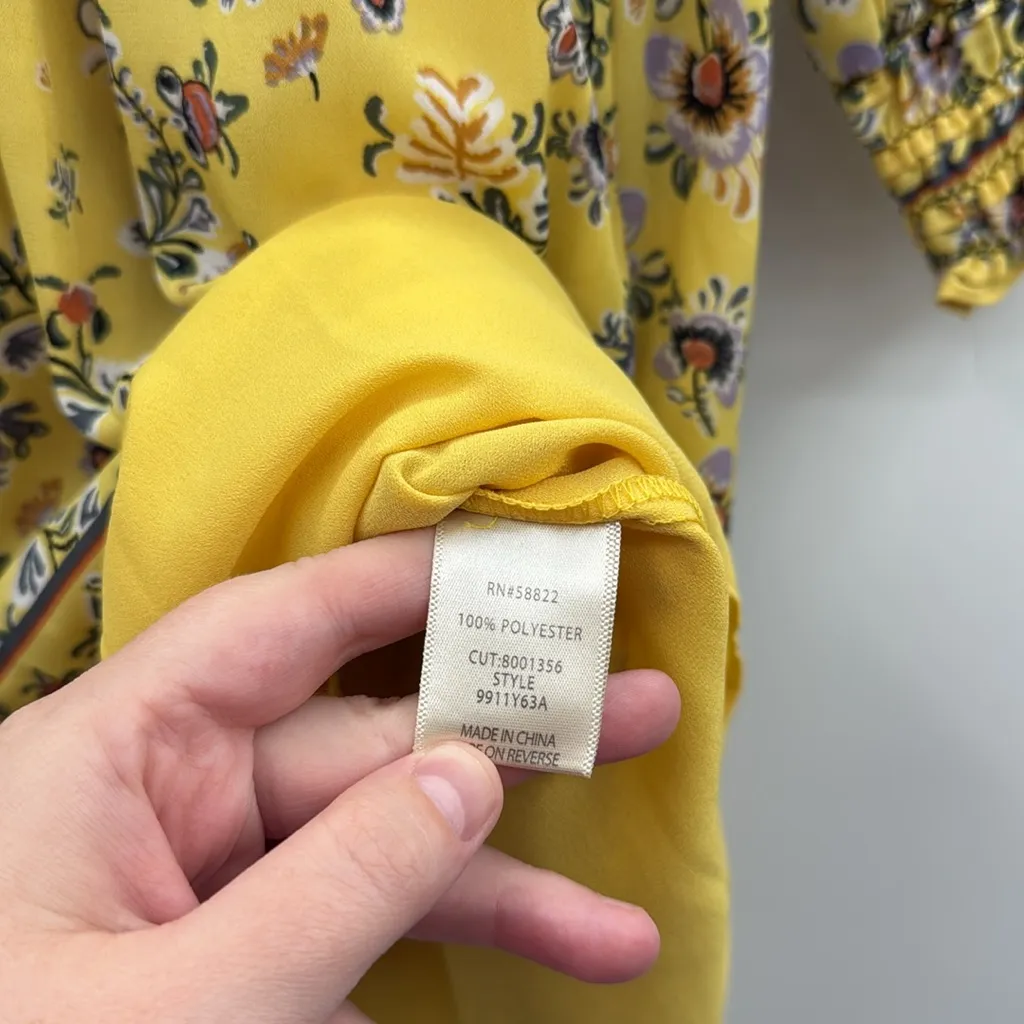 RN#58822
100% POLYESTER
CUT:8001356
STYLE
9911Y63A
MADE IN CHINA
ON REVERSE